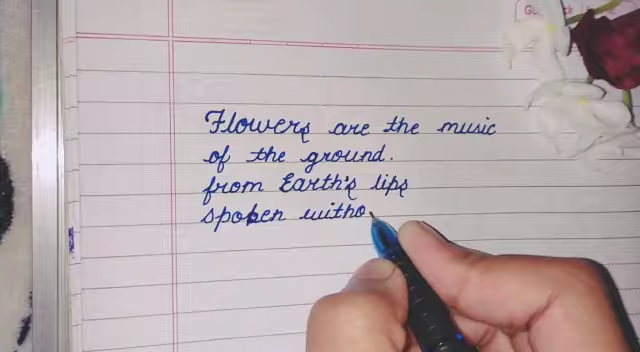 Flowers are the music
of the ground.
from Earth's lips
spoken witho